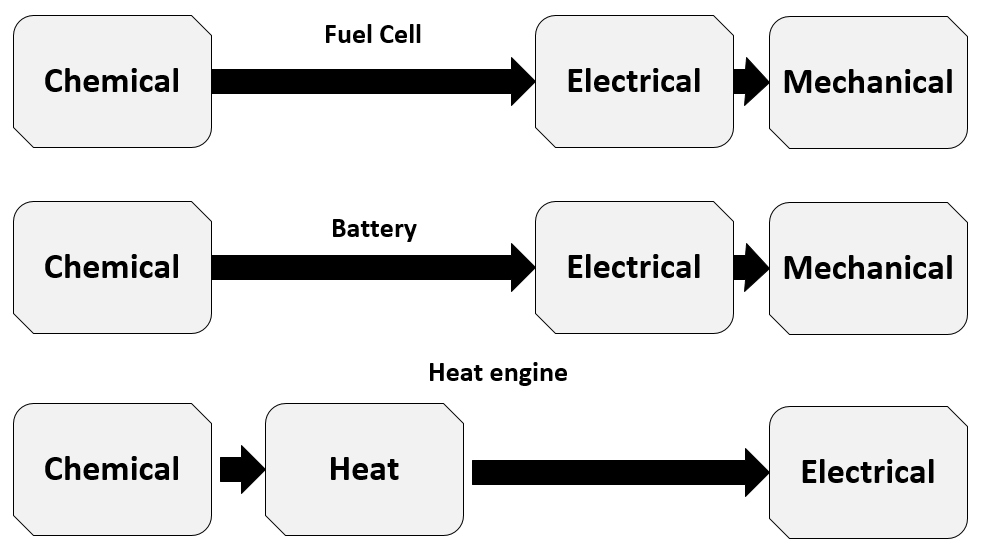 Fuel Cell
Chemical
Electrical
Mechanical
Battery
Chemical
Electrical
Mechanical
Heat engine
Chemical
Heat
Electrical